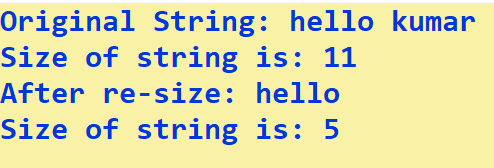 Original String: hello kumar
Size of string is: 11
After re-size: hello
Size of string is: 5